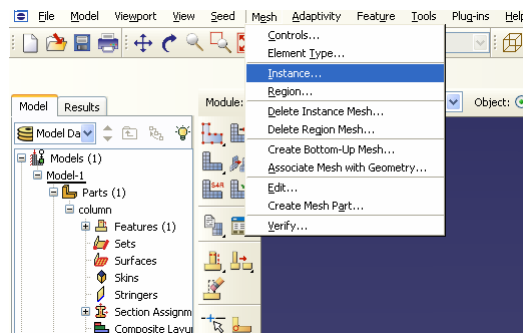 File Model Viewport View Seed Mesh Adaptivity Feature Tools Plug-ins Help
Controls...
Element Type...
Instance...
Region...
Delete Instance Mesh...
Delete Region Mesh...
Create Bottom-Up Mesh...
Associate Mesh with Geometry...
Edit...
Create Mesh Part...
Verify...
Model Results
Module:
Object:
Model Da
Models (1)
Model-1
Parts (1)
column
Features (1)
Sets
Surfaces
Skins
Stringers
Section Assignm
Composite Layu